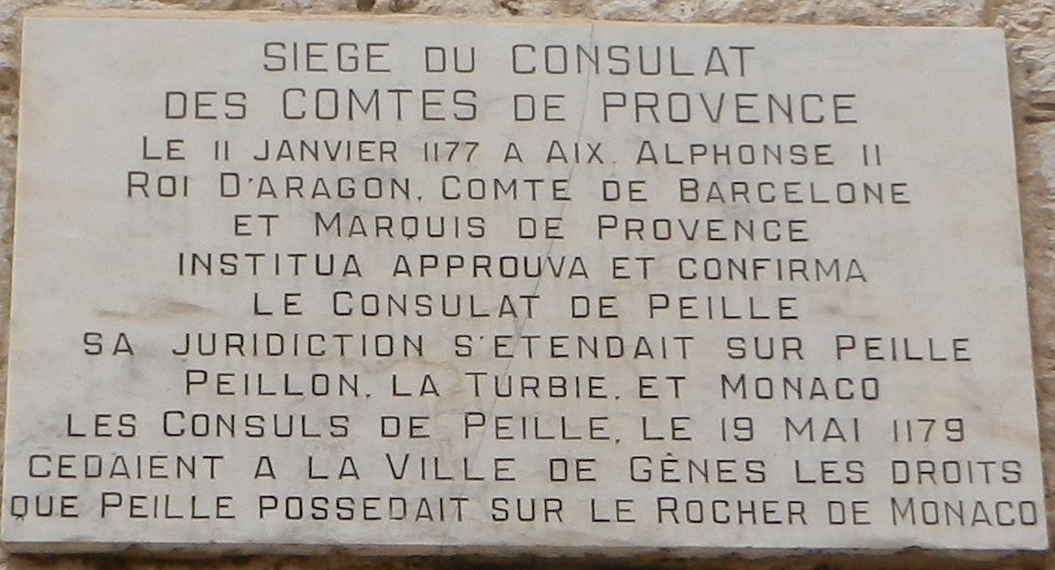 SIEGE DU CONSULAT
DES COMTES DE PROVENCE
LE 11 JANVIER 1177 A AIX. ALPHONSE II
ROI D'ARAGON. COMTE DE BARCELONE
ET MARQUIS DE PROVENCE
INSTITUA APPROUVA ET CONFIRMA
LE CONSULAT DE PEILLE
SA JURIDICTION S'ETENDAIT SUR PEILLE
PEILLON, LA TURBIE, ET MONACO
LES CONSULS DE PEILLE, LE 19 MAI 1179
CEDAIENT A LA VILLE DE GÊNES LES DROITS
QUE PEILLE POSSEDAIT SUR LE ROCHER DE MONACO